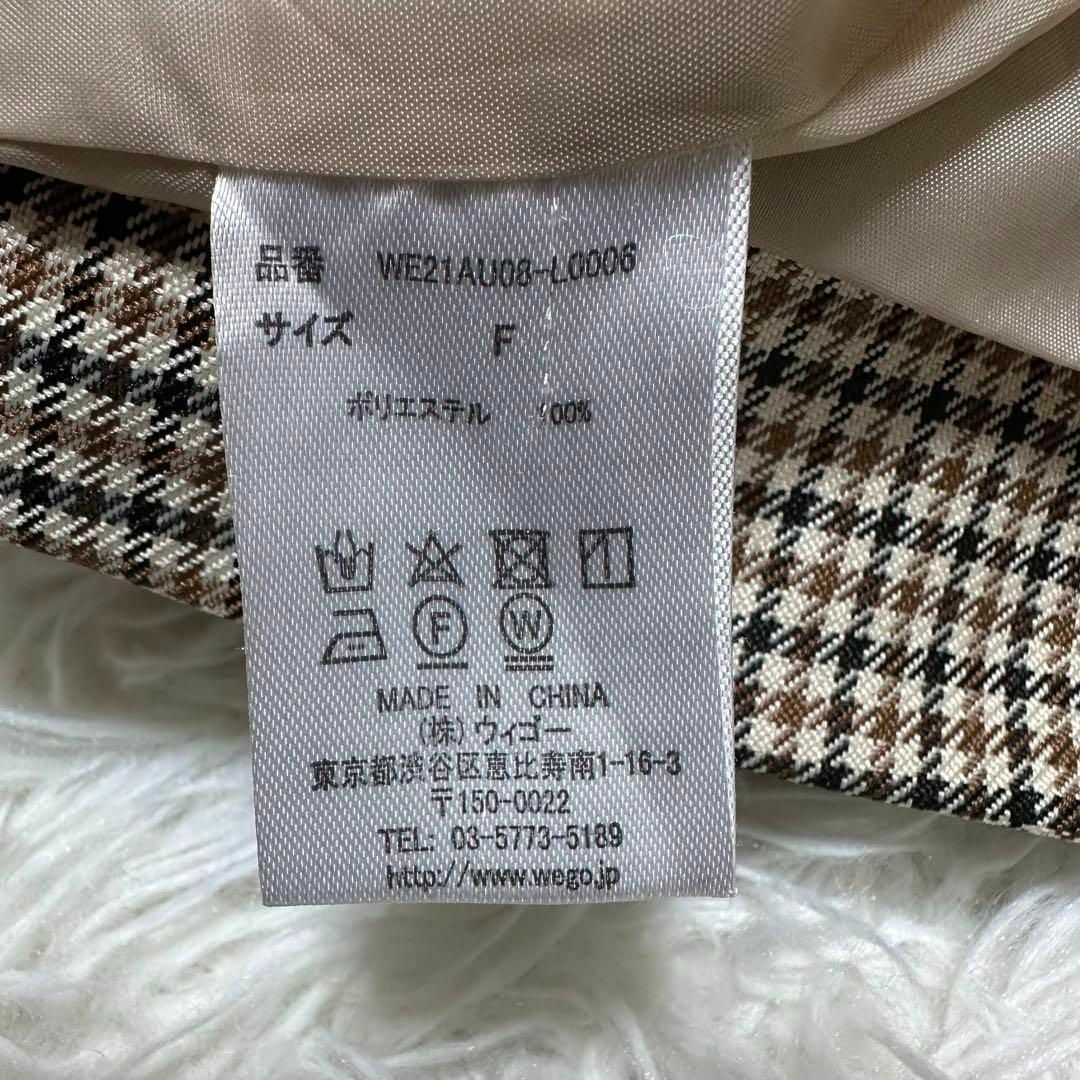 品番 WE21AU08-L0006
サイズ F
ポリエステル 100%
F W
MADE IN CHINA
(株)ウィゴー
東京都渋谷区恵比寿南1-16-3
〒150-0022
TEL: 03-5773-5189
http://www.wego.jp